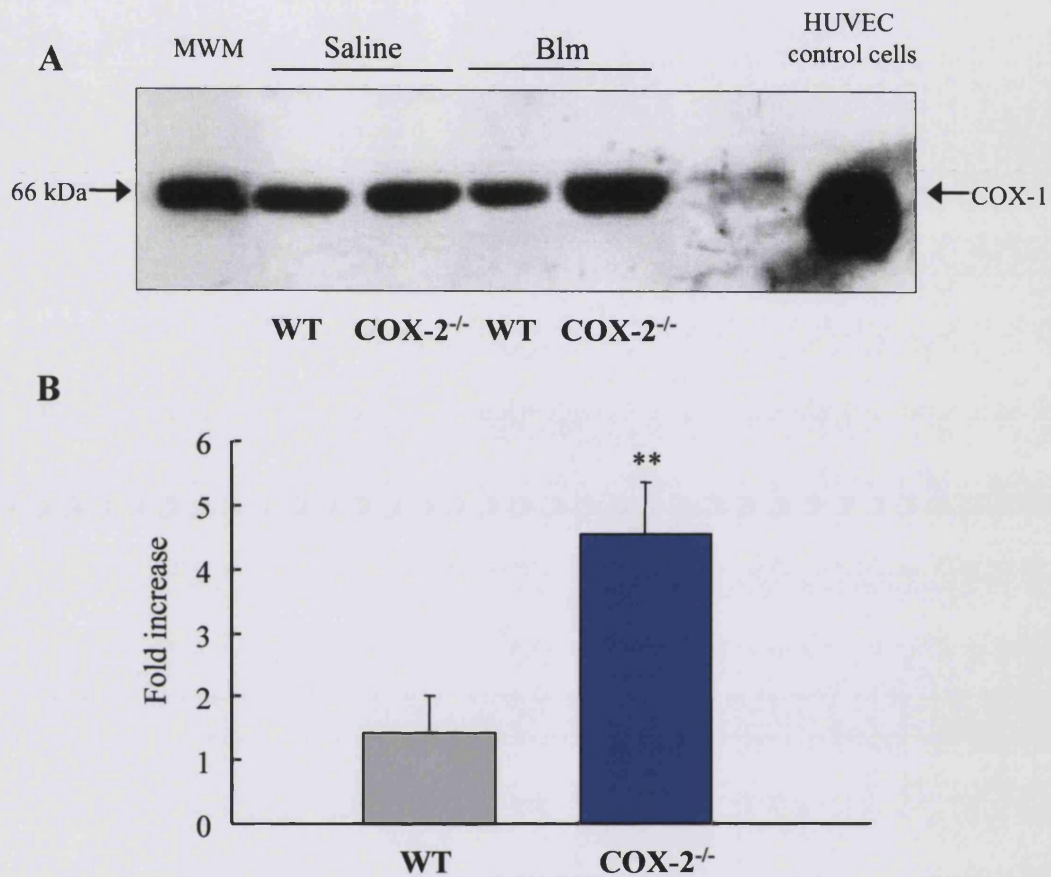 A
MWM
Saline
Blm
HUVEC
control cells
66 kDa
COX-1
WT
COX-2-/-
WT
COX-2-/-
B
Fold increase
6
5
4
3
2
1
0
**
WT
COX-2-/-